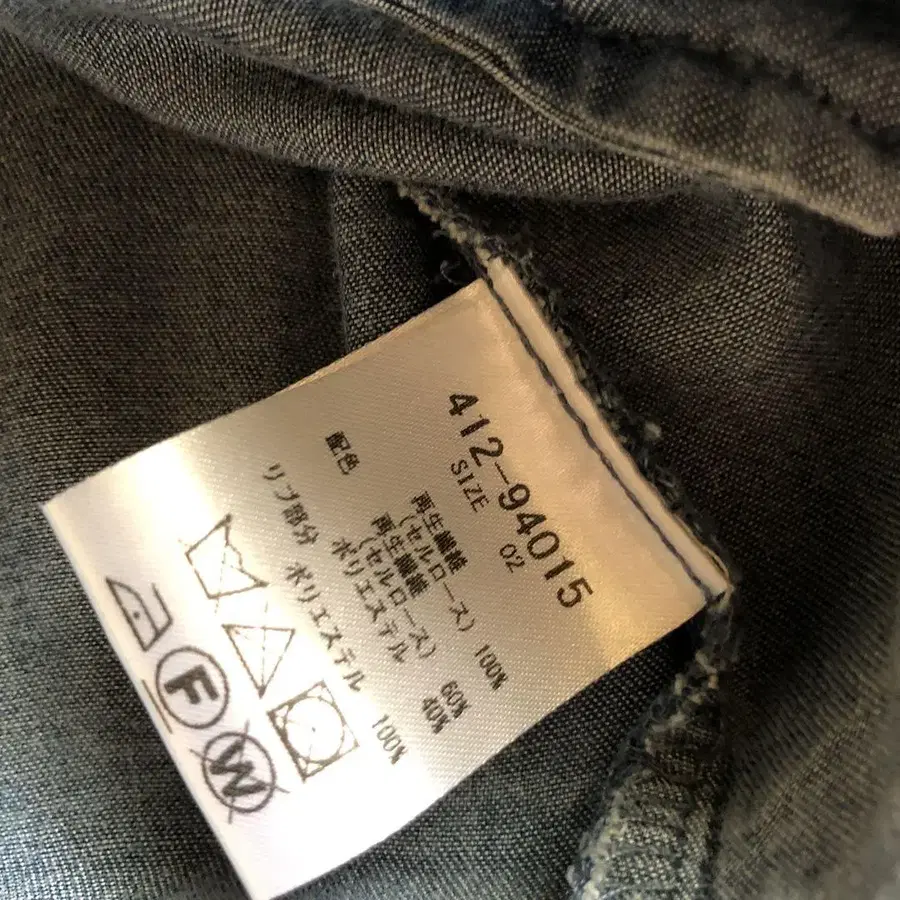 412-94015
SIZE 02
再生繊維
(セルロース) 100%
配色 再生繊維
(セルロース) 60%
ポリエステル 40%
リブ部分 ポリエステル 100%
F
W